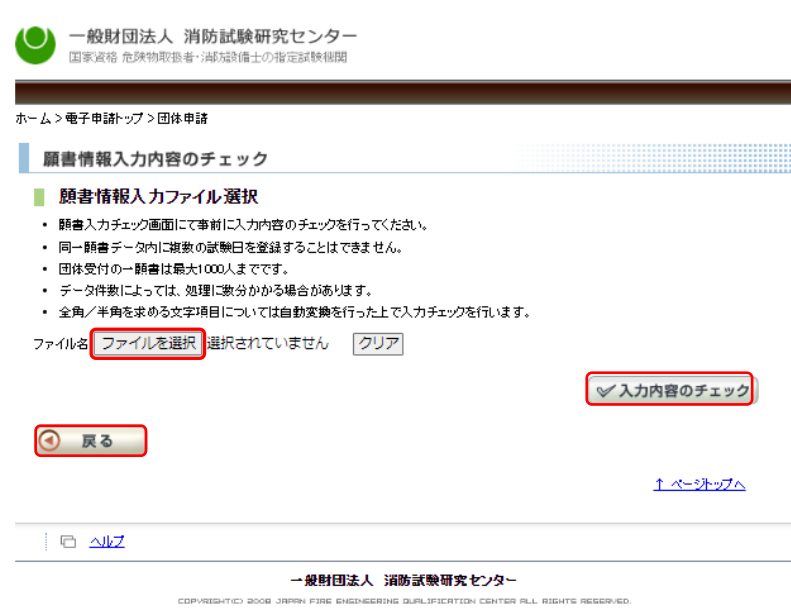 一般財団法人 消防試験研究センター
国家資格 危険物取扱者・消防設備士の指定試験機関
ホーム > 電子申請トップ > 団体申請
願書情報入力内容のチェック
願書情報入力ファイル選択
• 願書入力チェック画面にて事前に入力内容のチェックを行ってください。
• 同一願書データ内に複数の試験日を登録することはできません。
• 団体受付の一願書は最大1000人までです。
• データ件数によっては、処理に数分かかる場合があります。
• 全角／半角を求める文字項目については自動変換を行った上で入力チェックを行います。
ファイル名 ファイルを選択 選択されていません クリア
入力内容のチェック
戻る
↑ ページトップへ
ヘルプ
一般財団法人 消防試験研究センター
COPYRIGHT(C) 2008 JAPAN FIRE ENGINEERING QUALIFICATION CENTER ALL RIGHTS RESERVED.